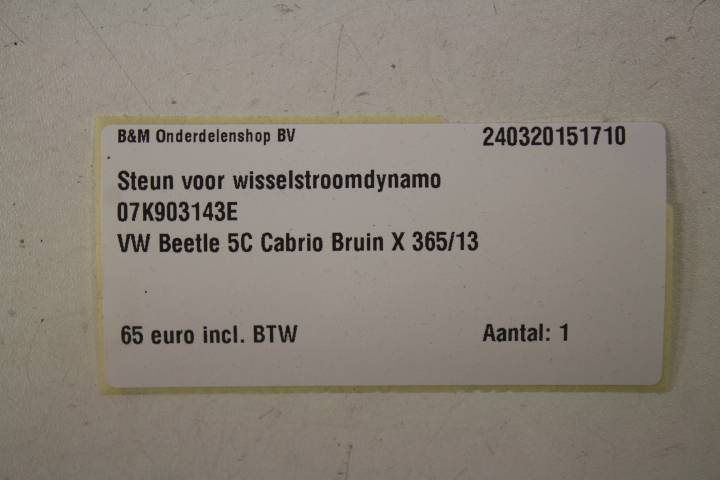 B&M Onderdelenshop BV 240320151710
Steun voor wisselstroomdynamo
07K903143E
VW Beetle 5C Cabrio Bruin X 365/13
65 euro incl. BTW Aantal: 1